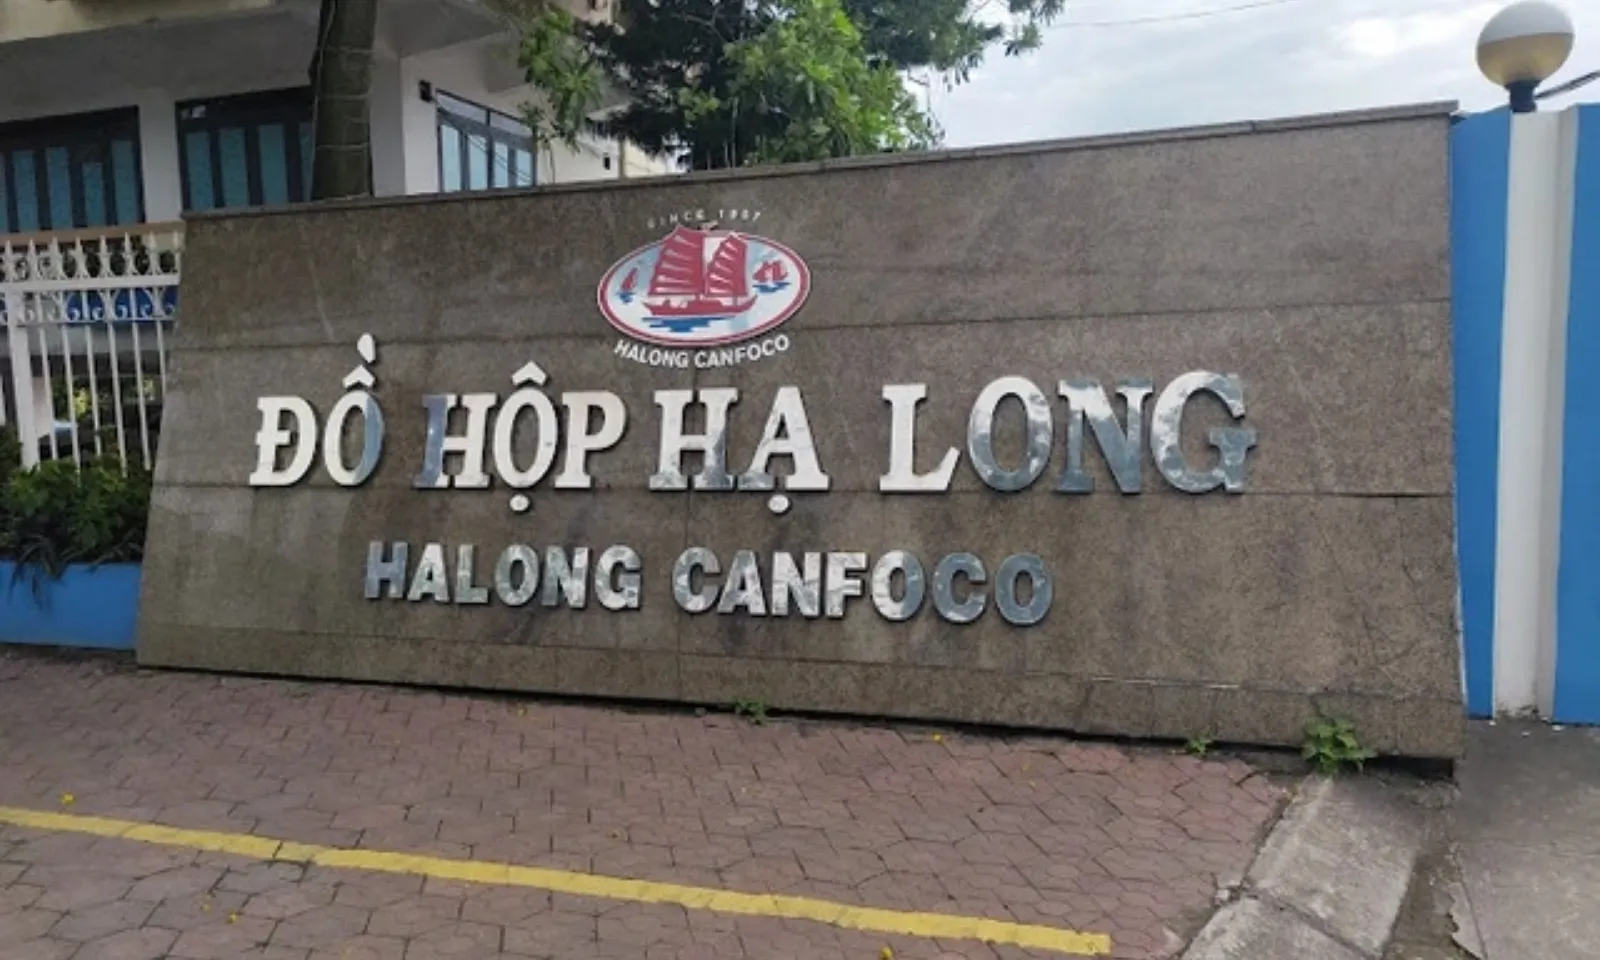 SINCE 1957
HALONG CANFOCO
ĐỒ HỘP HẠ LONG
HALONG CANFOCO